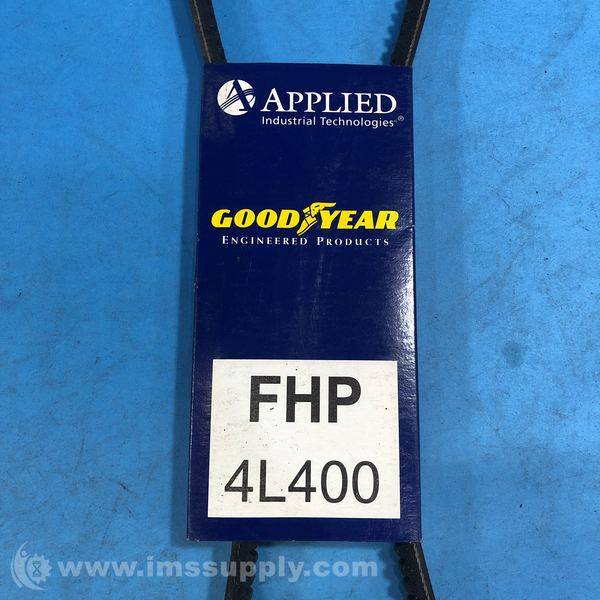 APPLIED
Industrial Technologies®
GOODYEAR
ENGINEERED PRODUCTS
FHP
4L400
www.imssupply.com